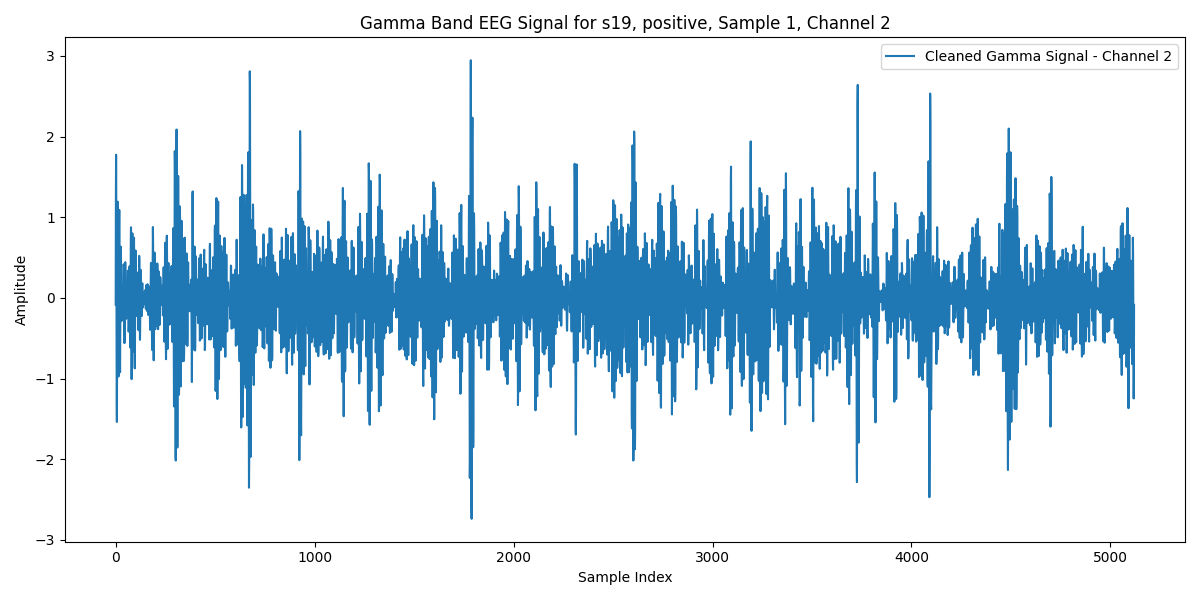 Gamma Band EEG Signal for s19, positive, Sample 1, Channel 2
Cleaned Gamma Signal - Channel 2
3
2
1
0
−1
−2
−3
Amplitude
0 1000 2000 3000 4000 5000
Sample Index